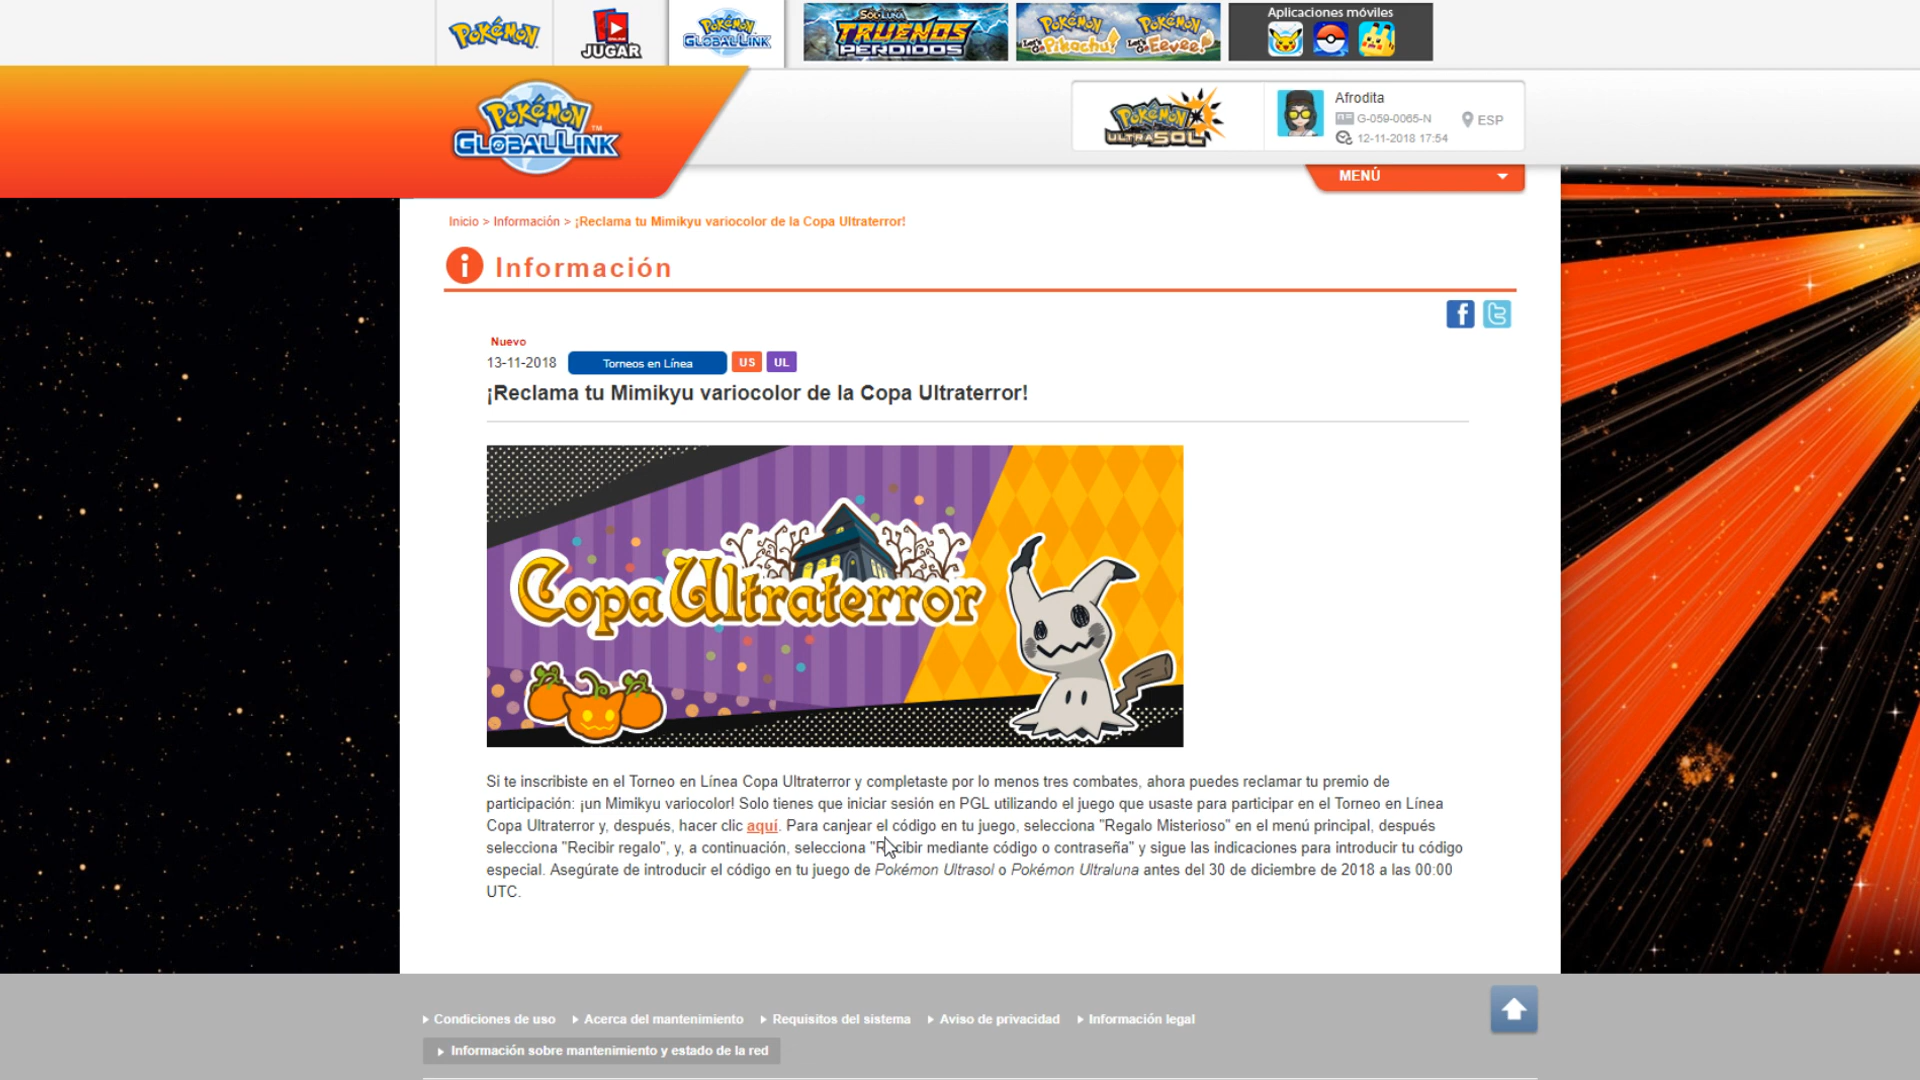 Pokémon
ONLINE
JUGAR
Pokémon
GLOBAL LINK
SOL Y LUNA
TRUENOS
PERDIDOS
Pokémon
Let's Go Pikachu!
Pokémon
Let's Go Eevee!
Aplicaciones móviles
Pokémon
GLOBAL LINK™
Pokémon
ULTRASOL
Afrodita
G-059-0065-N
ESP
12-11-2018 17:54
MENÚ
Inicio > Información > ¡Reclama tu Mimikyu variocolor de la Copa Ultraterror!
Información
Nuevo
13-11-2018 Torneos en Línea US UL
¡Reclama tu Mimikyu variocolor de la Copa Ultraterror!
Copa Ultraterror
Si te inscribiste en el Torneo en Línea Copa Ultraterror y completaste por lo menos tres combates, ahora puedes reclamar tu premio de
participación: ¡un Mimikyu variocolor! Solo tienes que iniciar sesión en PGL utilizando el juego que usaste para participar en el Torneo en Línea
Copa Ultraterror y, después, hacer clic aquí. Para canjear el código en tu juego, selecciona "Regalo Misterioso" en el menú principal, después
selecciona "Recibir regalo", y, a continuación, selecciona "Recibir mediante código o contraseña" y sigue las indicaciones para introducir tu código
especial. Asegúrate de introducir el código en tu juego de Pokémon Ultrasol o Pokémon Ultraluna antes del 30 de diciembre de 2018 a las 00:00
UTC.
Condiciones de uso Acerca del mantenimiento Requisitos del sistema Aviso de privacidad Información legal
Información sobre mantenimiento y estado de la red